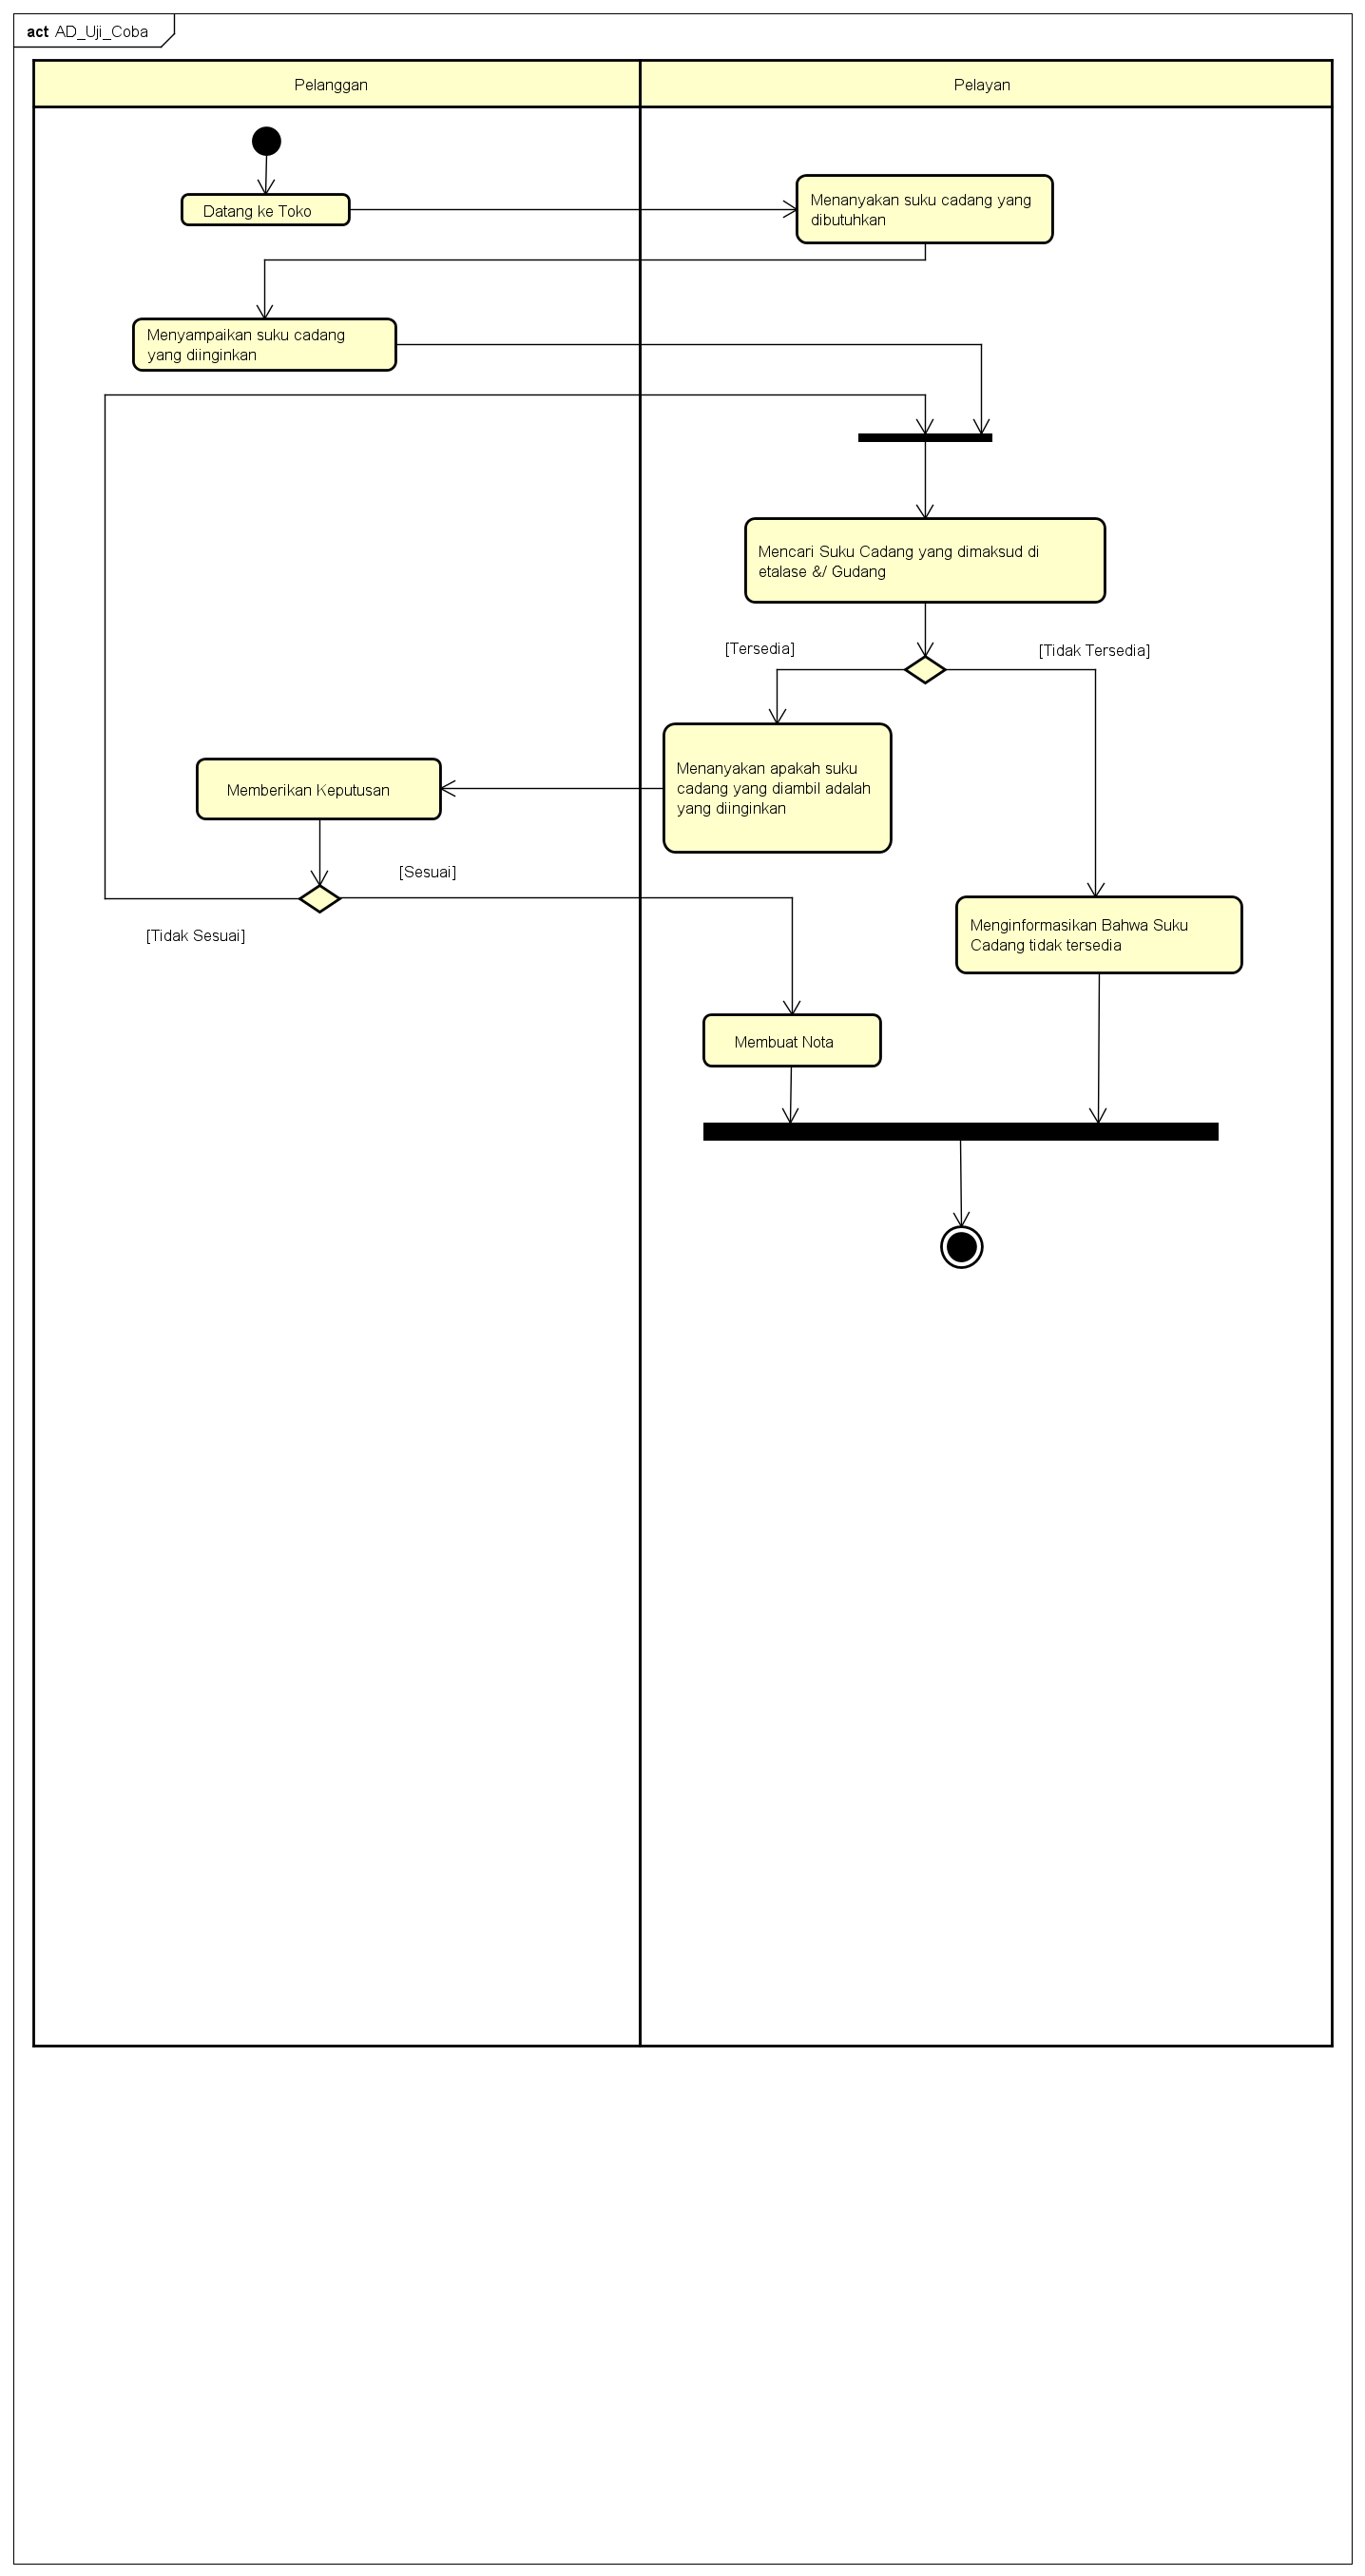 act AD_Uji_Coba
Pelanggan
Pelayan
Datang ke Toko
Menanyakan suku cadang yang
dibutuhkan
Menyampaikan suku cadang
yang diinginkan
Mencari Suku Cadang yang dimaksud di
etalase &/ Gudang
[Tersedia]
[Tidak Tersedia]
Menanyakan apakah suku
cadang yang diambil adalah
yang diinginkan
Memberikan Keputusan
[Sesuai]
[Tidak Sesuai]
Menginformasikan Bahwa Suku
Cadang tidak tersedia
Membuat Nota